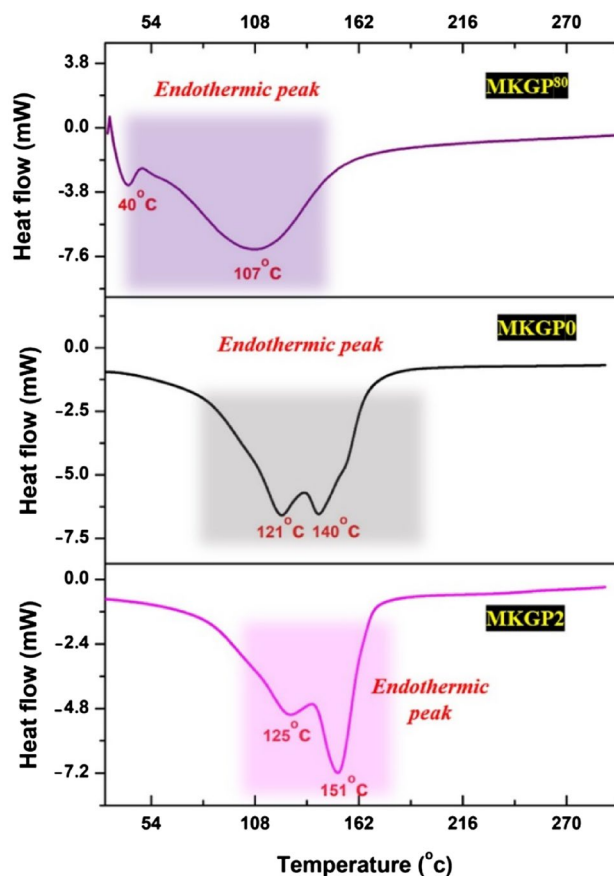 54 108 162 216 270
Endothermic peak
MKGP80
3.8
0.0
−3.8
−7.6
Heat flow (mW)
40°C
107°C
MKGP0
Endothermic peak
0.0
−2.5
−5.0
−7.5
Heat flow (mW)
121°C 140°C
0.0
−2.4
−4.8
−7.2
Heat flow (mW)
MKGP2
Endothermic
peak
125°C
151°C
54 108 162 216 270
Temperature (°c)